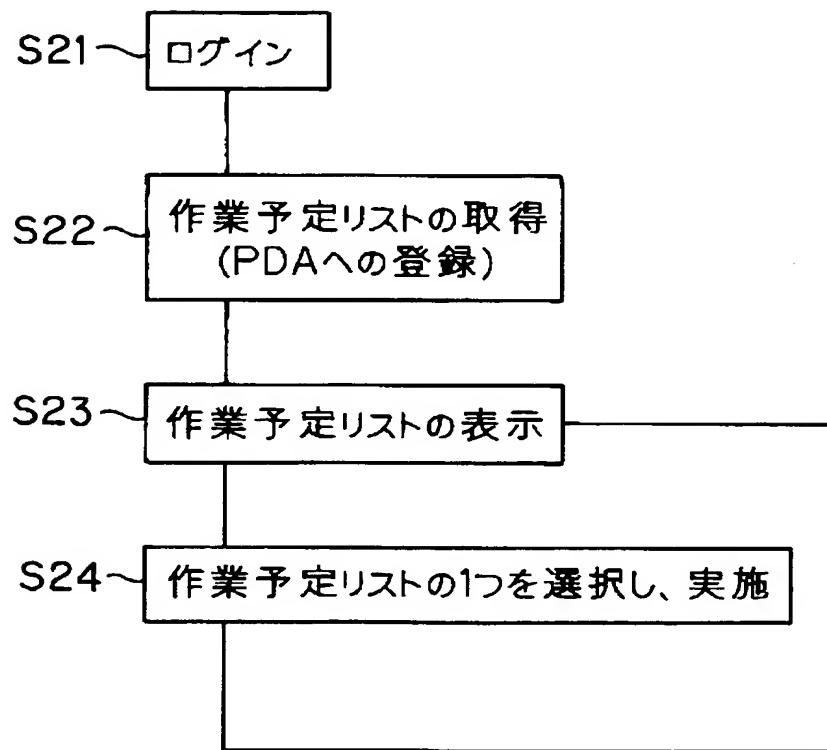 S21 ログイン
S22 作業予定リストの取得
(PDAへの登録)
S23 作業予定リストの表示
S24 作業予定リストの1つを選択し、実施